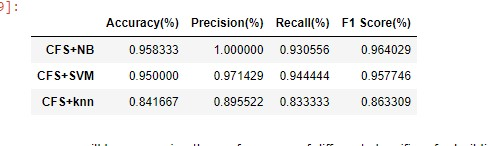 9]:
Accuracy(%) Precision(%) Recall(%) F1 Score(%)
CFS+NB 0.958333 1.000000 0.930556 0.964029
CFS+SVM 0.950000 0.971429 0.944444 0.957746
CFS+knn 0.841667 0.895522 0.833333 0.863309